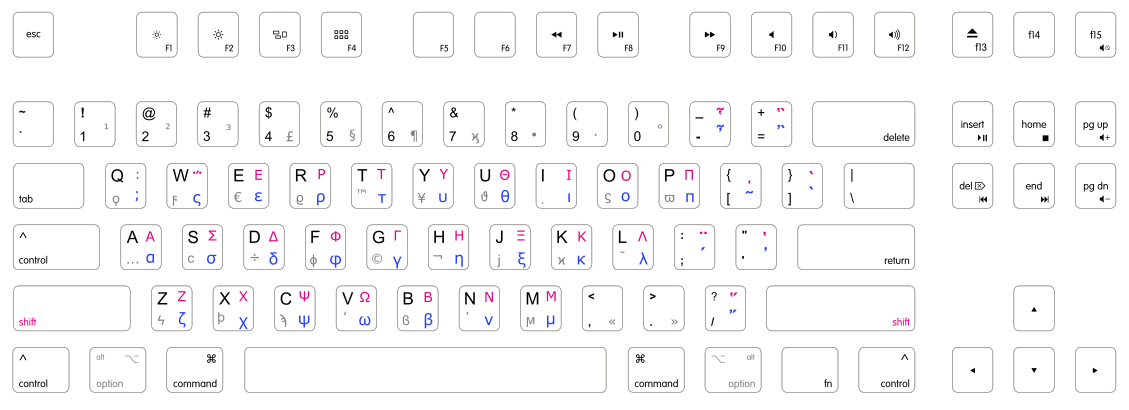 esc F1 F2 F3 F4 F5 F6 F7 F8 F9 F10 F11 F12 f13 f14 f15
~ ! @ # $ % ^ & * ( ) _ +
` 1 ¹ 2 ² 3 ³ 4 £ 5 § 6 ¶ 7 ϗ 8 • 9 · 0 ° - = delete insert home pg up
Q : W E Ε R Ρ T Τ Y Υ U Θ I Ι O Ο P Π { } |
tab ϙ ; ϝ ς € ε ϱ ρ ™ τ ¥ υ ϑ θ . ι ϛ ο ϖ π [ ~ ] ` \ del end pg dn
^ A Α S Σ D Δ F Φ G Γ H Η J Ξ K Κ L Λ : ¨ "
control … α c σ ÷ δ ϕ φ © γ ¬ η j ξ ϰ κ ˘ λ ; ΄ ' return
Z Ζ X Χ C Ψ V Ω B Β N Ν M Μ < > ?
shift ϟ ζ þ χ ϡ ψ ω ϐ β ν μ , « . » / shift
^ alt ⌥ ⌘ ⌘ ⌥ alt ^
control option command command option fn control